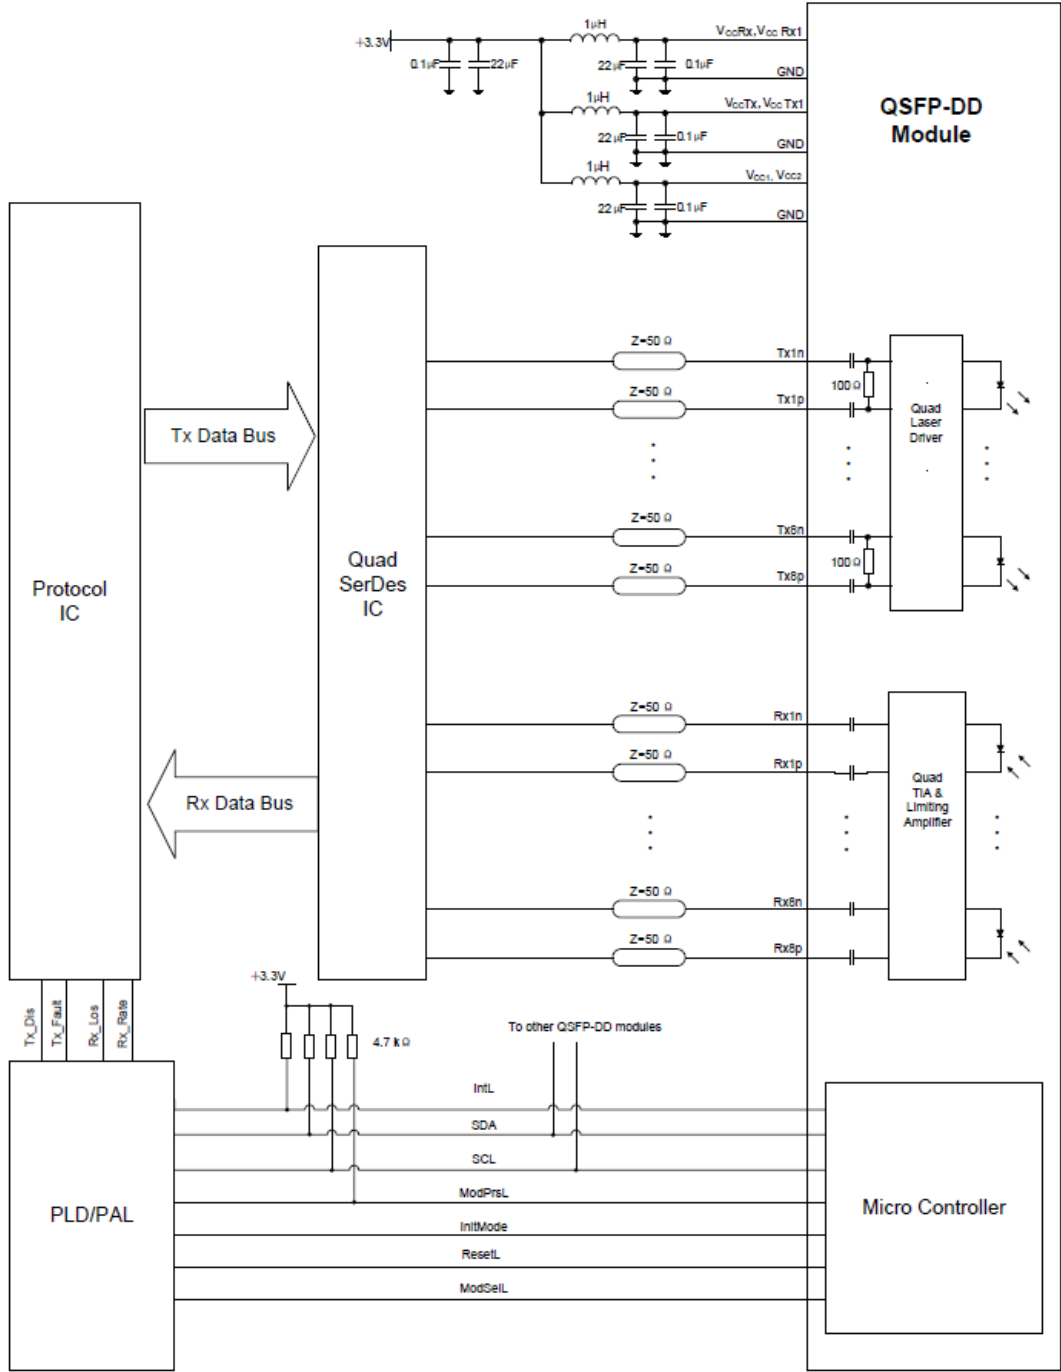 1μH
+3.3V
VCCRx, VCC Rx1
0.1μF
22μF
22μF
0.1μF
GND
QSFP-DD
Module
1μH
VCCTx, VCC Tx1
22μF
0.1μF
GND
1μH
VCC1, VCC2
22μF
0.1μF
GND
Z=50 Ω
Tx1n
100Ω
Z=50 Ω
Tx1p
Quad
Laser
Driver
Tx Data Bus
Z=50 Ω
Tx8n
100Ω
Z=50 Ω
Tx8p
Quad
SerDes
IC
Protocol
IC
Z=50 Ω
Rx1n
Z=50 Ω
Rx1p
Quad
TIA &
Limiting
Amplifier
Rx Data Bus
Z=50 Ω
Rx8n
Z=50 Ω
Rx8p
+3.3V
Tx_Dis
Tx_Fault
Rx_Los
Rx_Rate
4.7 kΩ
To other QSFP-DD modules
IntL
SDA
SCL
ModPrsL
InitMode
ResetL
ModSelL
PLD/PAL
Micro Controller